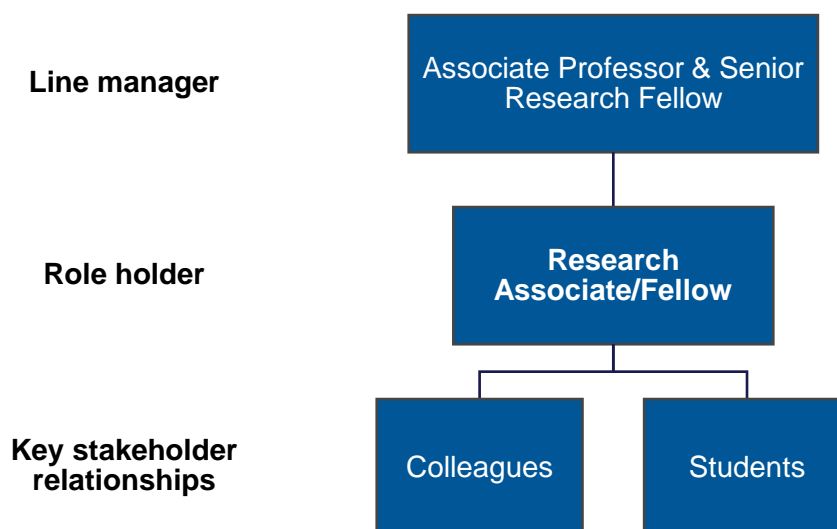 Line manager
Associate Professor & Senior
Research Fellow
Role holder
Research
Associate/Fellow
Key stakeholder
relationships
Colleagues
Students